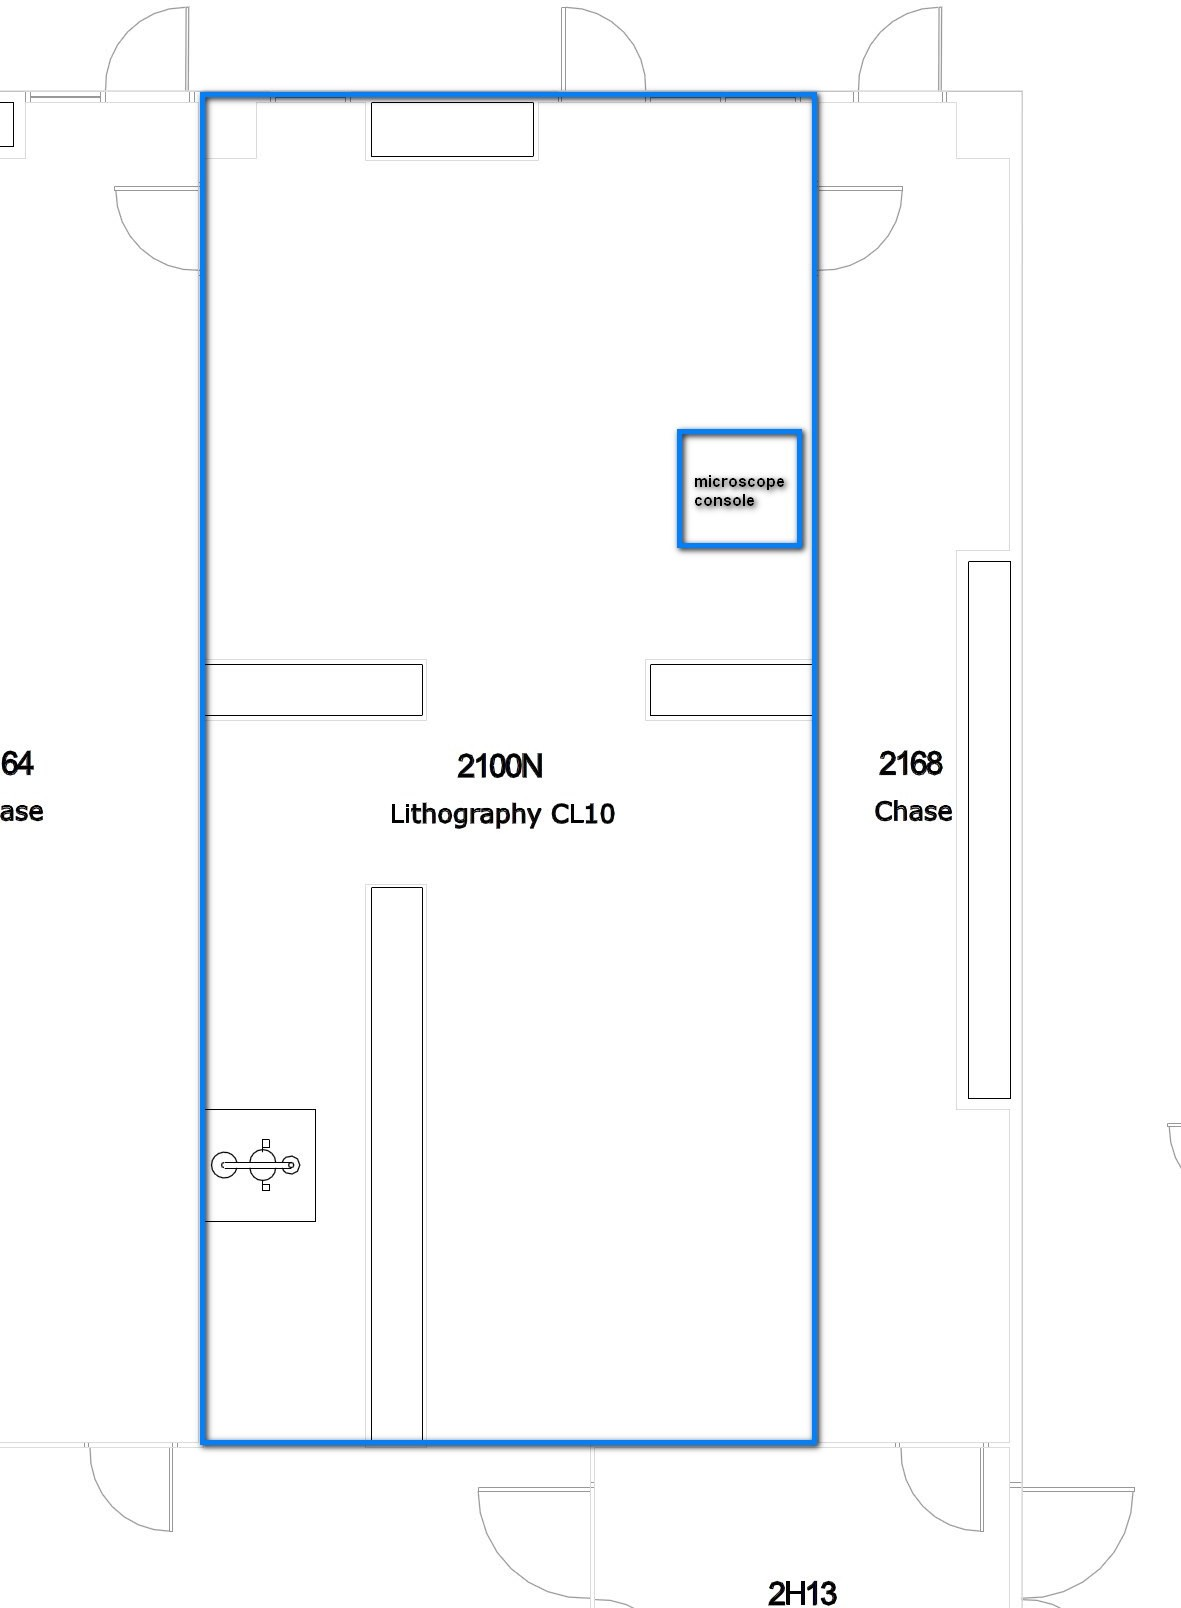 microscope
console
64
2100N
2168
ase
Lithography CL10
Chase
2H13